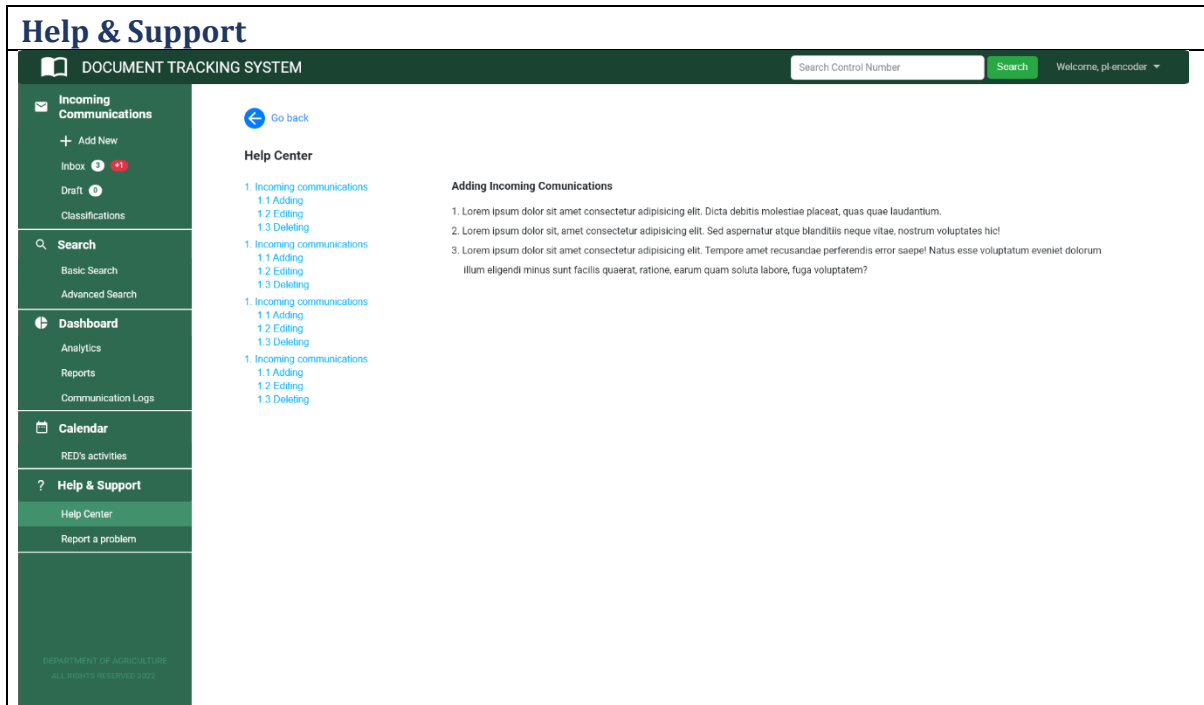 Help & Support
DOCUMENT TRACKING SYSTEM
Search Control Number
Search
Welcome, pl-encoder
Incoming
Communications
+ Add New
Inbox 3 +1
Draft 0
Classifications
Search
Basic Search
Advanced Search
Dashboard
Analytics
Reports
Communication Logs
Calendar
RED's activities
? Help & Support
Help Center
Report a problem
DEPARTMENT OF AGRICULTURE
ALL RIGHTS RESERVED 2022
Go back
Help Center
1. Incoming communications
1.1 Adding
1.2 Editing
1.3 Deleting
1. Incoming communications
1.1 Adding
1.2 Editing
1.3 Deleting
1. Incoming communications
1.1 Adding
1.2 Editing
1.3 Deleting
1. Incoming communications
1.1 Adding
1.2 Editing
1.3 Deleting
Adding Incoming Comunications
1. Lorem ipsum dolor sit amet consectetur adipisicing elit. Dicta debitis molestiae placeat, quas quae laudantium.
2. Lorem ipsum dolor sit, amet consectetur adipisicing elit. Sed aspernatur atque blanditiis neque vitae, nostrum voluptates hic!
3. Lorem ipsum dolor sit amet consectetur adipisicing elit. Tempore amet recusandae perferendis error saepe! Natus esse voluptatum eveniet dolorum
illum eligendi minus sunt facilis quaerat, ratione, earum quam soluta labore, fuga voluptatem?